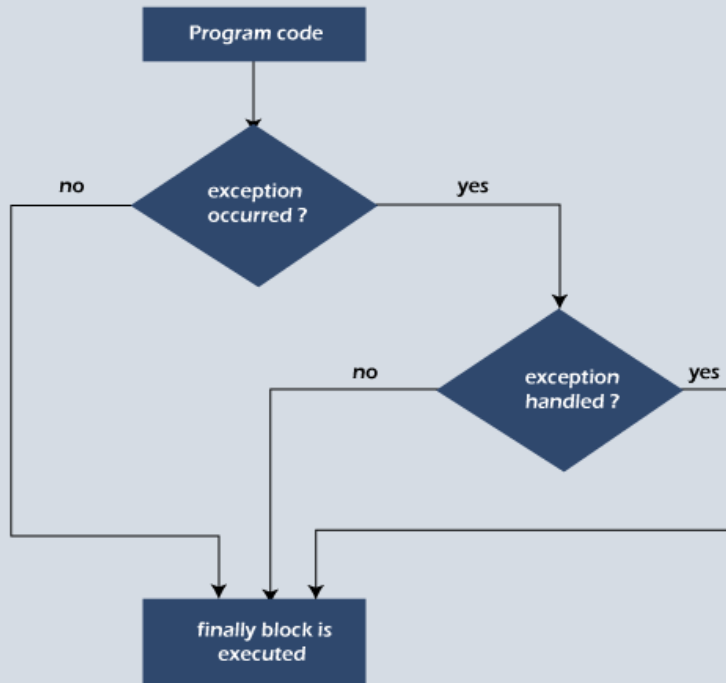 Program code
no
exception
occurred ?
yes
no
exception
handled ?
yes
finally block is
executed